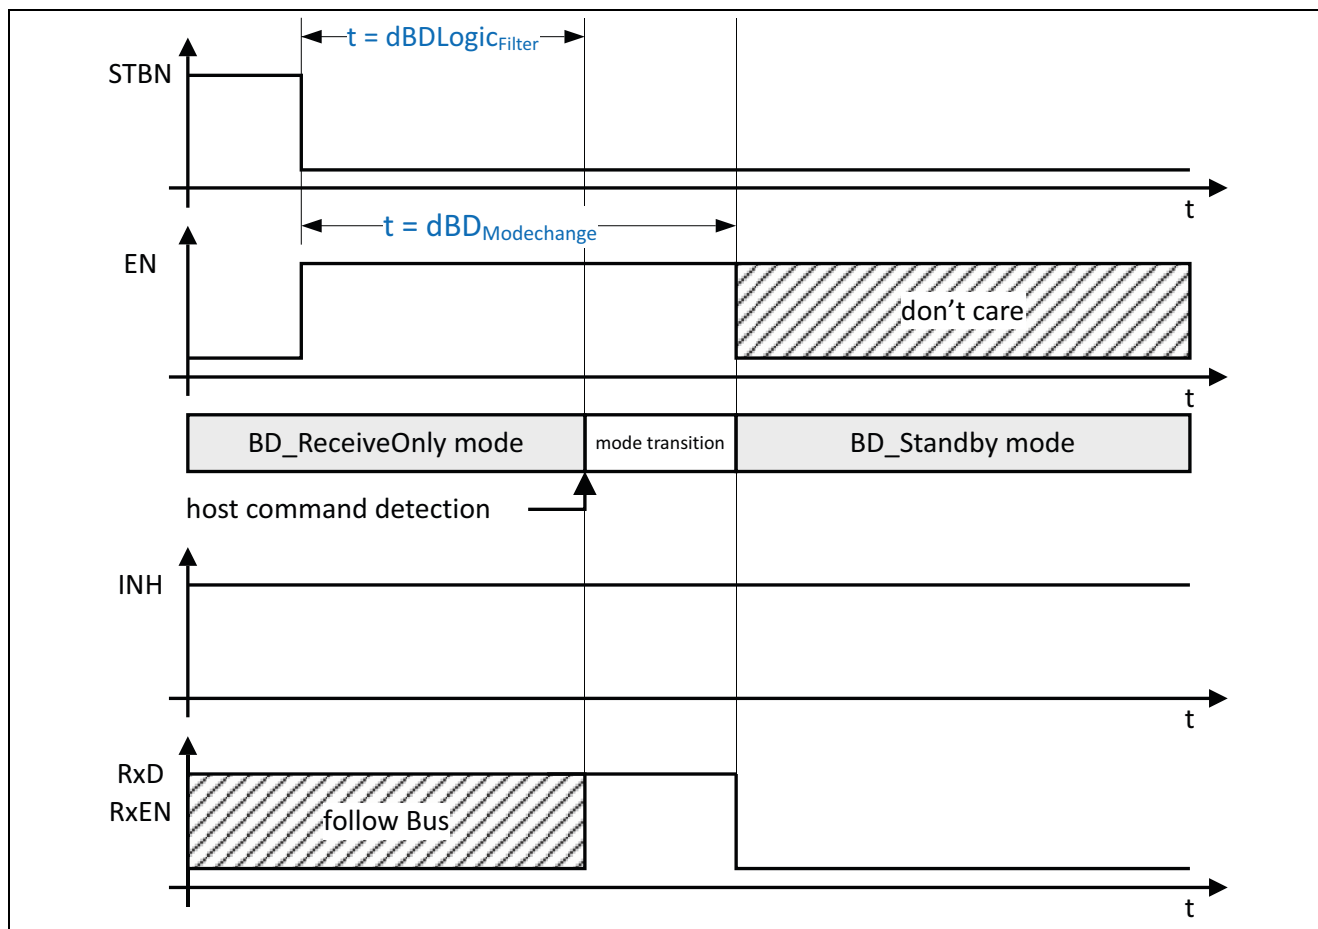 t = dBDLogicFilter
STBN
t
t = dBDModechange
EN
don't care
t
BD_ReceiveOnly mode
mode transition
BD_Standby mode
host command detection
INH
t
RxD
RxEN
follow Bus
t